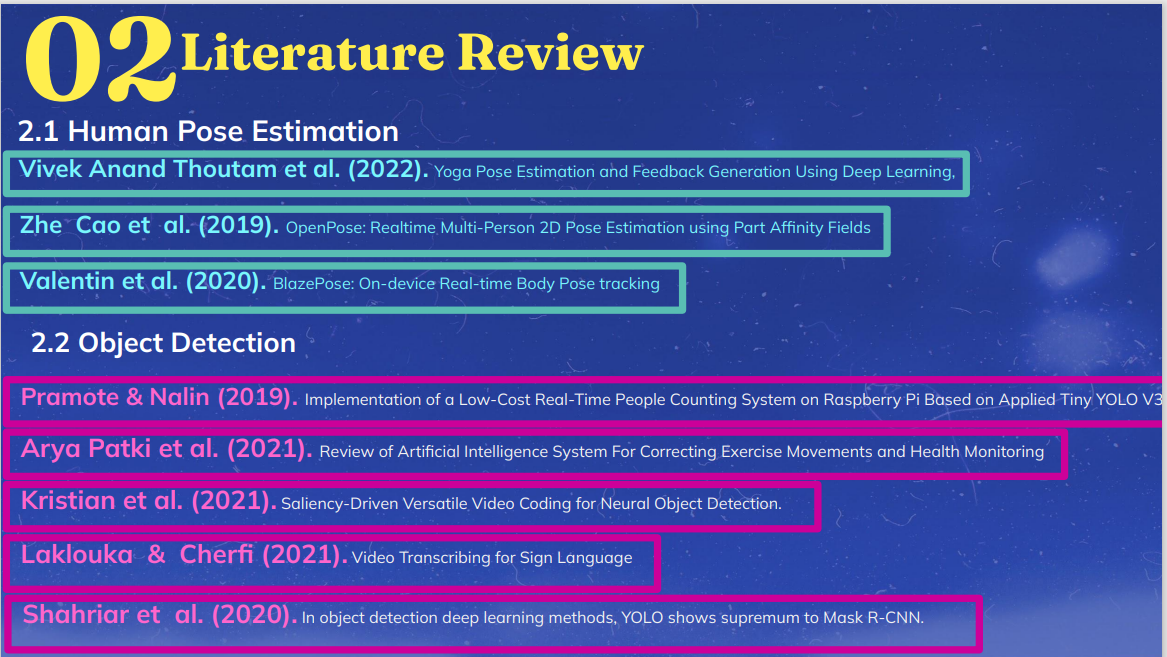 02 Literature Review
2.1 Human Pose Estimation
Vivek Anand Thoutam et al. (2022). Yoga Pose Estimation and Feedback Generation Using Deep Learning,
Zhe Cao et al. (2019). OpenPose: Realtime Multi-Person 2D Pose Estimation using Part Affinity Fields
Valentin et al. (2020). BlazePose: On-device Real-time Body Pose tracking
2.2 Object Detection
Pramote & Nalin (2019). Implementation of a Low-Cost Real-Time People Counting System on Raspberry Pi Based on Applied Tiny YOLO V3
Arya Patki et al. (2021). Review of Artificial Intelligence System For Correcting Exercise Movements and Health Monitoring
Kristian et al. (2021). Saliency-Driven Versatile Video Coding for Neural Object Detection.
Laklouka & Cherfi (2021). Video Transcribing for Sign Language
Shahriar et al. (2020). In object detection deep learning methods, YOLO shows supremum to Mask R-CNN.